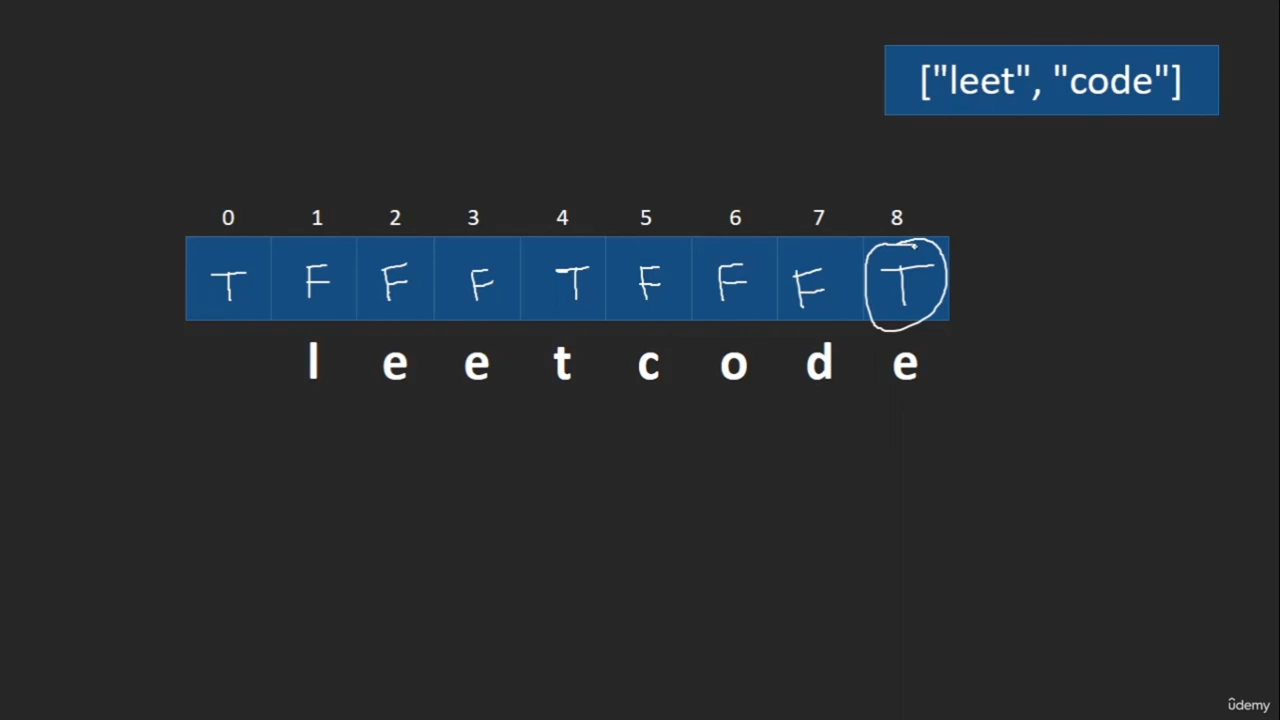 ["leet", "code"]
0 1 2 3 4 5 6 7 8
T F F F T F F F T
l e e t c o d e
ûdemy